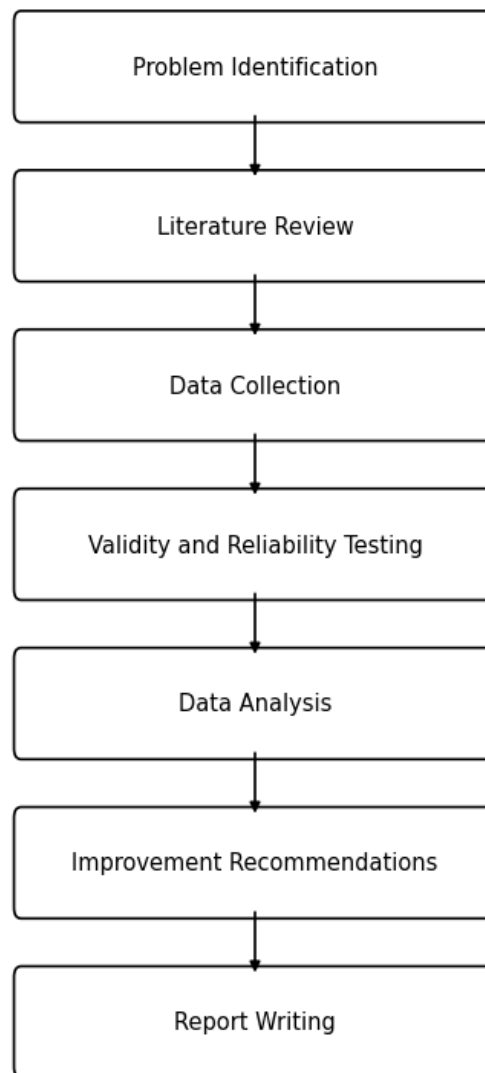 Problem Identification
Literature Review
Data Collection
Validity and Reliability Testing
Data Analysis
Improvement Recommendations
Report Writing